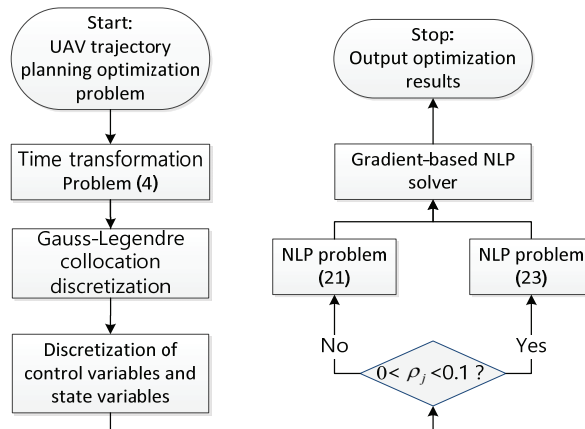 Start:
UAV trajectory
planning optimization
problem
Time transformation
Problem (4)
Gauss-Legendre
collocation
discretization
Discretization of
control variables and
state variables
Stop:
Output optimization
results
Gradient-based NLP
solver
NLP problem
(21)
NLP problem
(23)
No
Yes
0< ρj <0.1 ?